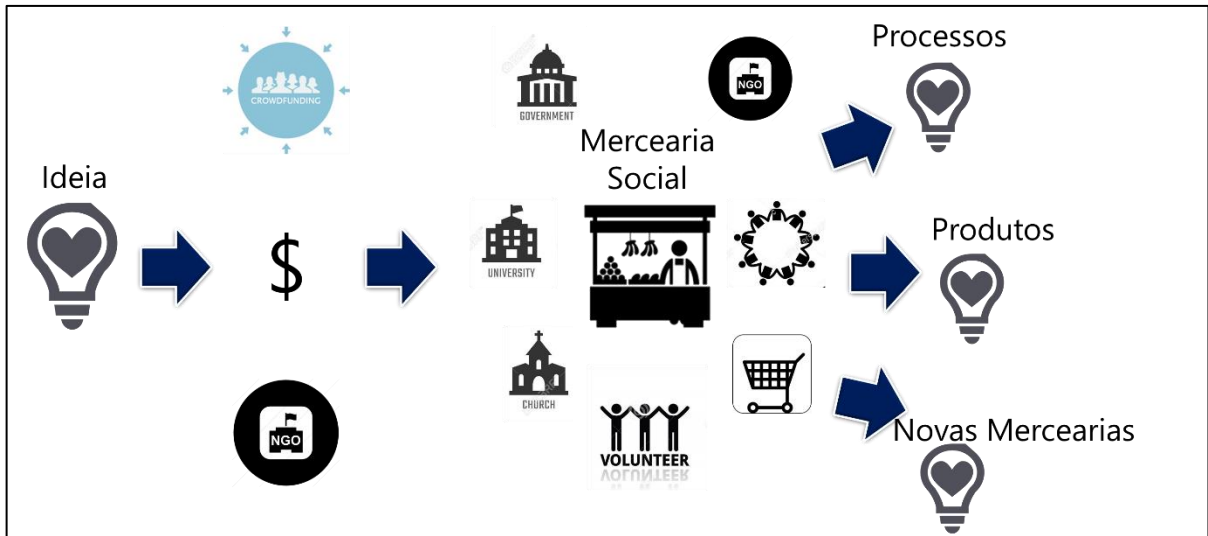 CROWDFUNDING
GOVERNMENT
NGO
Processos
Mercearia
Social
Ideia
$
UNIVERSITY
Produtos
CHURCH
VOLUNTEER
NGO
Novas Mercearias